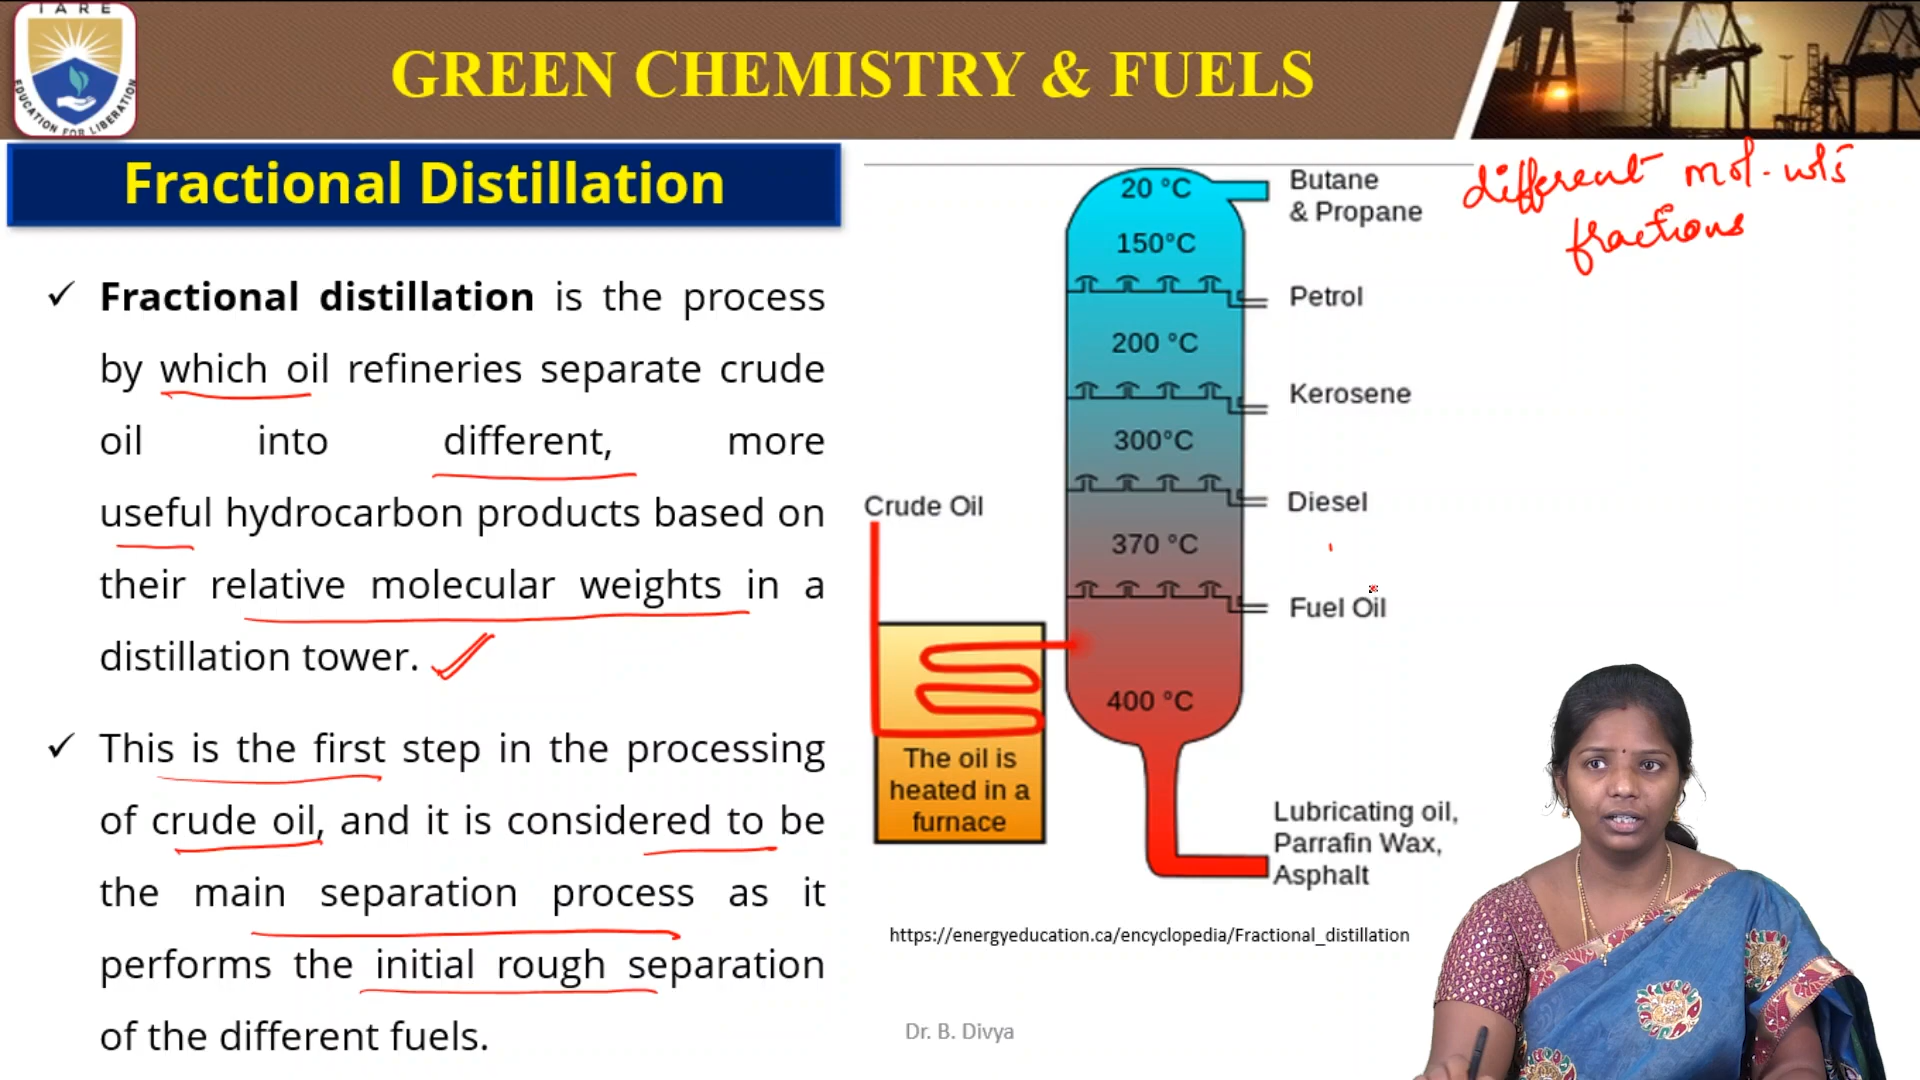 IARE
EDUCATION FOR LIBERATION
GREEN CHEMISTRY & FUELS
Fractional Distillation
✓ Fractional distillation is the process
by which oil refineries separate crude
oil into different, more
useful hydrocarbon products based on
their relative molecular weights in a
distillation tower.
✓ This is the first step in the processing
of crude oil, and it is considered to be
the main separation process as it
performs the initial rough separation
of the different fuels.
20 °C
Butane
& Propane
different mol. wts
fractions
150°C
Petrol
200 °C
Kerosene
300°C
Diesel
Crude Oil
370 °C
Fuel Oil
400 °C
The oil is
heated in a
furnace
Lubricating oil,
Parrafin Wax,
Asphalt
https://energyeducation.ca/encyclopedia/Fractional_distillation
Dr. B. Divya